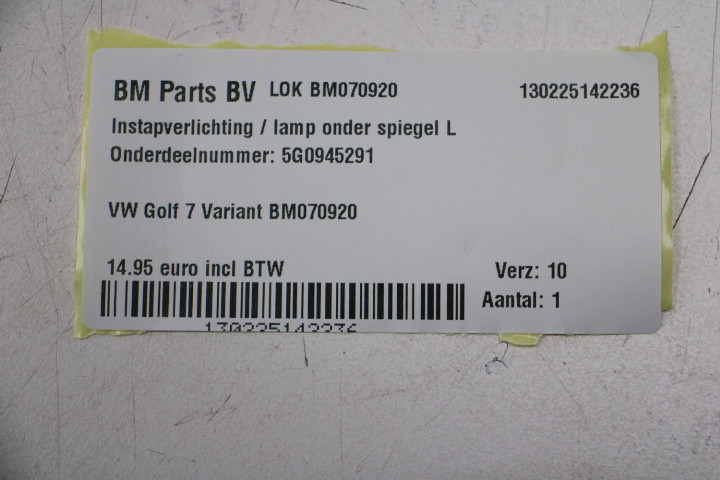 BM Parts BV LOK BM070920 130225142236
Instapverlichting / lamp onder spiegel L
Onderdeelnummer: 5G0945291
VW Golf 7 Variant BM070920
14.95 euro incl BTW Verz: 10
Aantal: 1
130225142236